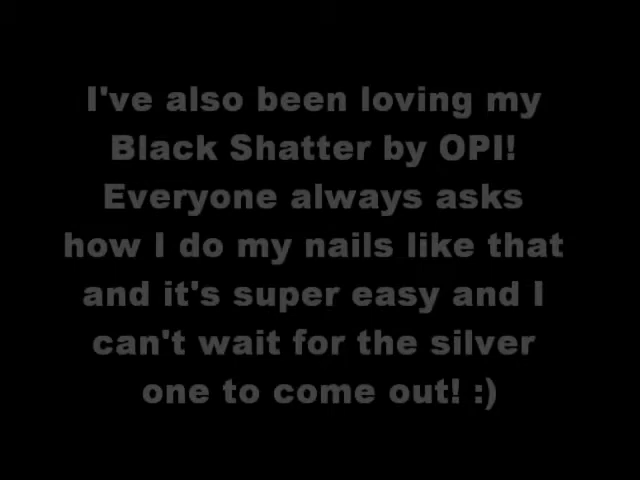 I've also been loving my
Black Shatter by OPI!
Everyone always asks
how I do my nails like that
and it's super easy and I
can't wait for the silver
one to come out! :)